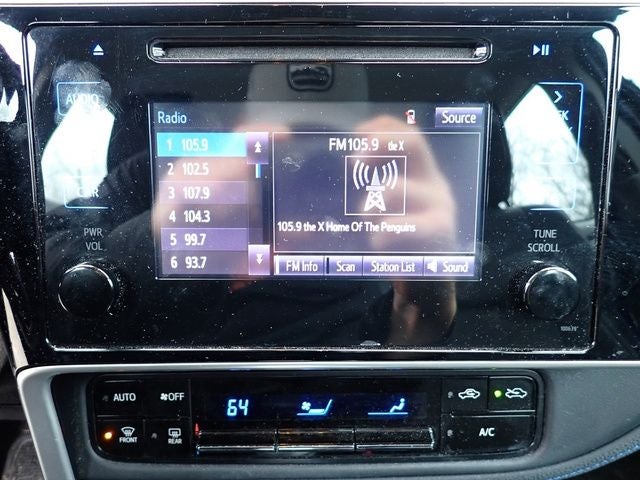 AUDIO
Radio
Source
1 105.9
2 102.5
3 107.9
4 104.3
5 99.7
6 93.7
FM105.9 the X
105.9 the X Home Of The Penguins
FM Info Scan Station List Sound
PWR
VOL
TUNE
SCROLL
AUTO OFF
64
FRONT REAR
A/C